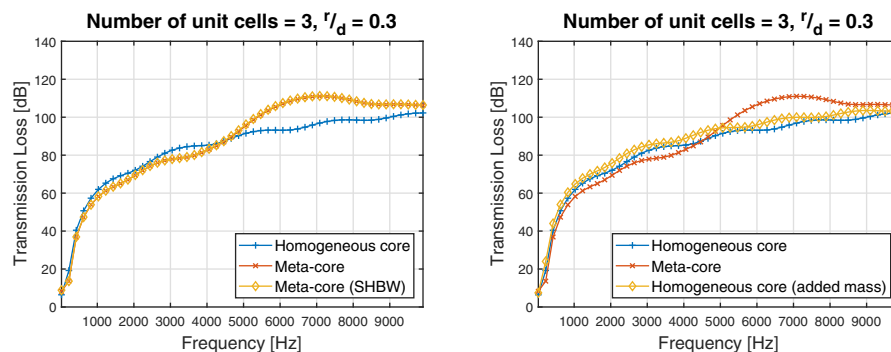 Number of unit cells = 3, r/d = 0.3
Transmission Loss [dB]
140
120
100
80
60
40
20
0
Homogeneous core
Meta-core
Meta-core (SHBW)
1000 2000 3000 4000 5000 6000 7000 8000 9000
Frequency [Hz]
Number of unit cells = 3, r/d = 0.3
Transmission Loss [dB]
140
120
100
80
60
40
20
0
Homogeneous core
Meta-core
Homogeneous core (added mass)
1000 2000 3000 4000 5000 6000 7000 8000 9000
Frequency [Hz]